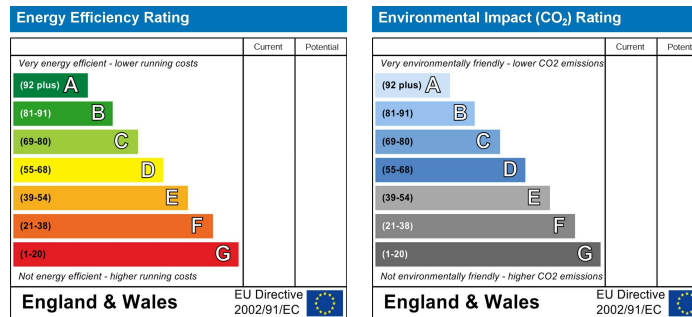 Energy Efficiency Rating
Current Potential
Very energy efficient - lower running costs
(92 plus) A
(81-91) B
(69-80) C
(55-68) D
(39-54) E
(21-38) F
(1-20) G
Not energy efficient - higher running costs
England & Wales
EU Directive
2002/91/EC
Environmental Impact (CO₂) Rating
Current Potent
Very environmentally friendly - lower CO2 emissions
(92 plus) A
(81-91) B
(69-80) C
(55-68) D
(39-54) E
(21-38) F
(1-20) G
Not environmentally friendly - higher CO2 emissions
England & Wales
EU Directive
2002/91/EC